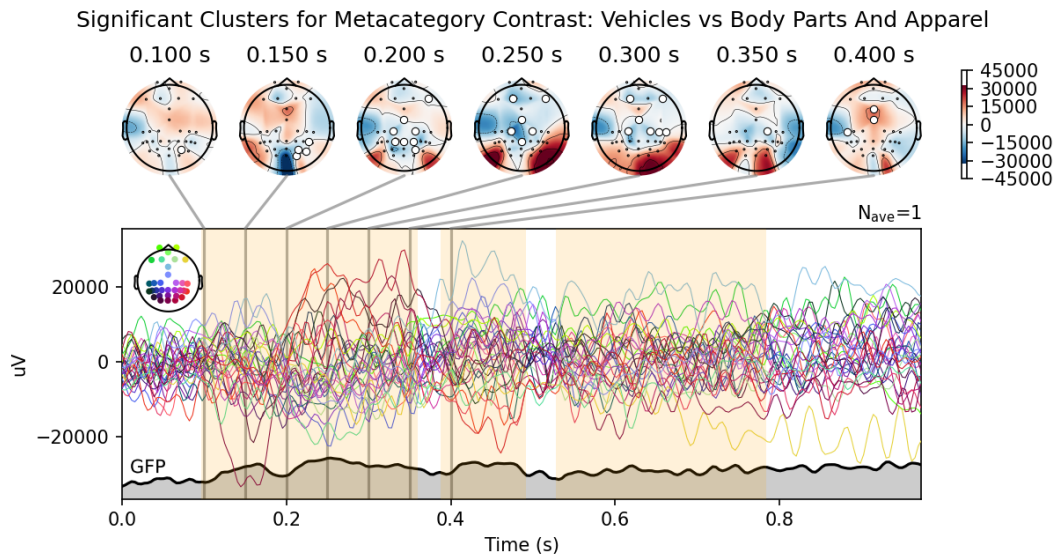 Significant Clusters for Metacategory Contrast: Vehicles vs Body Parts And Apparel
0.100 s 0.150 s 0.200 s 0.250 s 0.300 s 0.350 s 0.400 s
45000
30000
15000
0
−15000
−30000
−45000
Nave=1
20000
0
−20000
uV
GFP
0.0 0.2 0.4 0.6 0.8
Time (s)